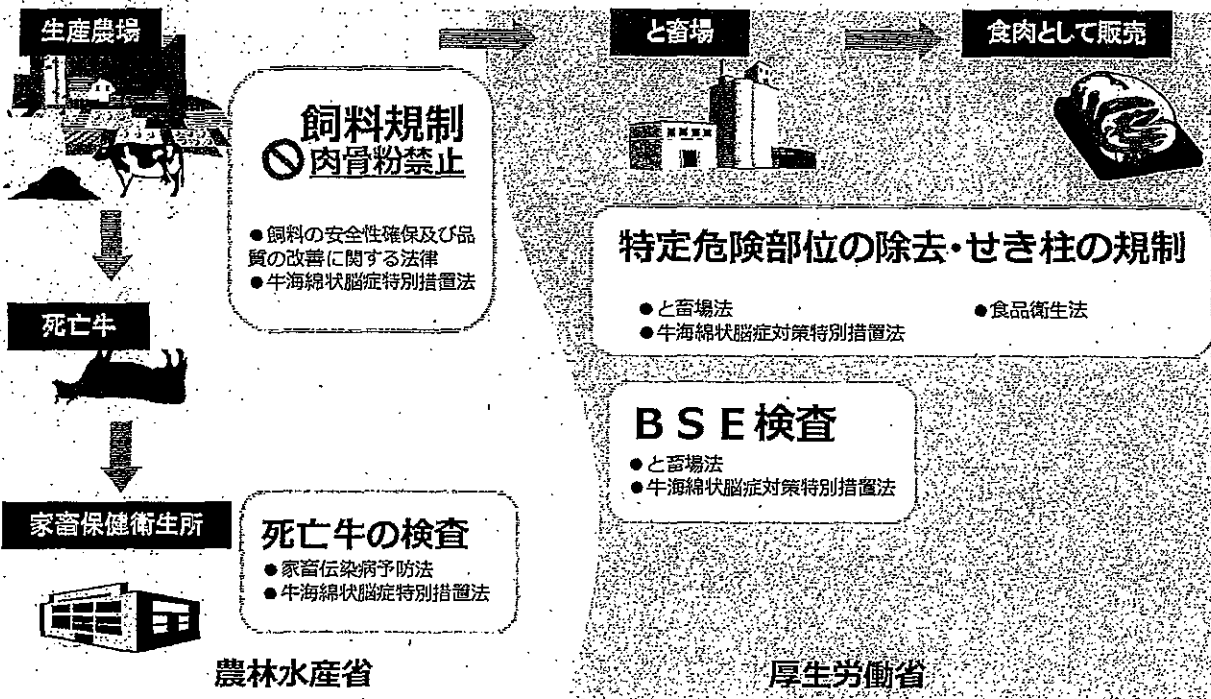 生産農場
と畜場
食肉として販売
飼料規制
肉骨粉禁止
●飼料の安全性確保及び品
質の改善に関する法律
●牛海綿状脳症特別措置法
特定危険部位の除去・せき柱の規制
●と畜場法
●牛海綿状脳症対策特別措置法
●食品衛生法
死亡牛
BSE検査
●と畜場法
●牛海綿状脳症対策特別措置法
家畜保健衛生所
死亡牛の検査
●家畜伝染病予防法
●牛海綿状脳症特別措置法
農林水産省
厚生労働省